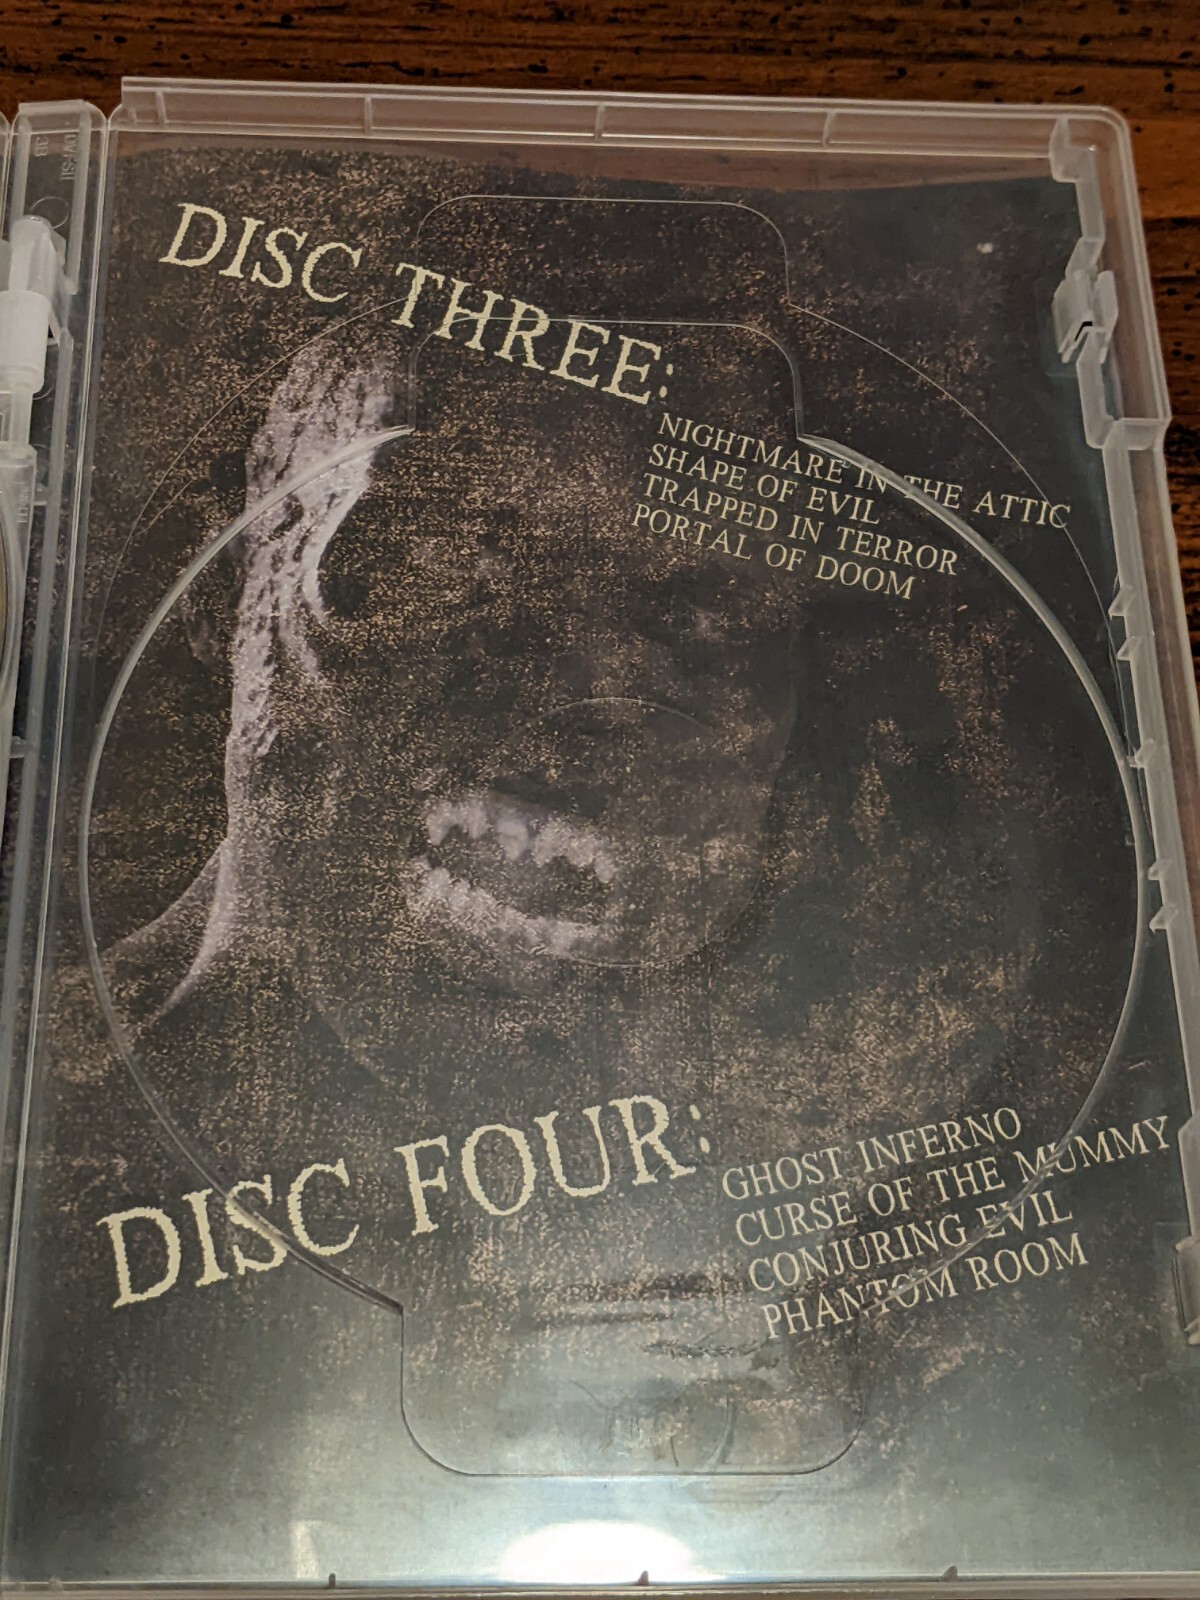 DISC THREE:
NIGHTMARE IN THE ATTIC
SHAPE OF EVIL
TRAPPED IN TERROR
PORTAL OF DOOM
DISC FOUR:
GHOST INFERNO
CURSE OF THE MUMMY
CONJURING EVIL
PHANTOM ROOM